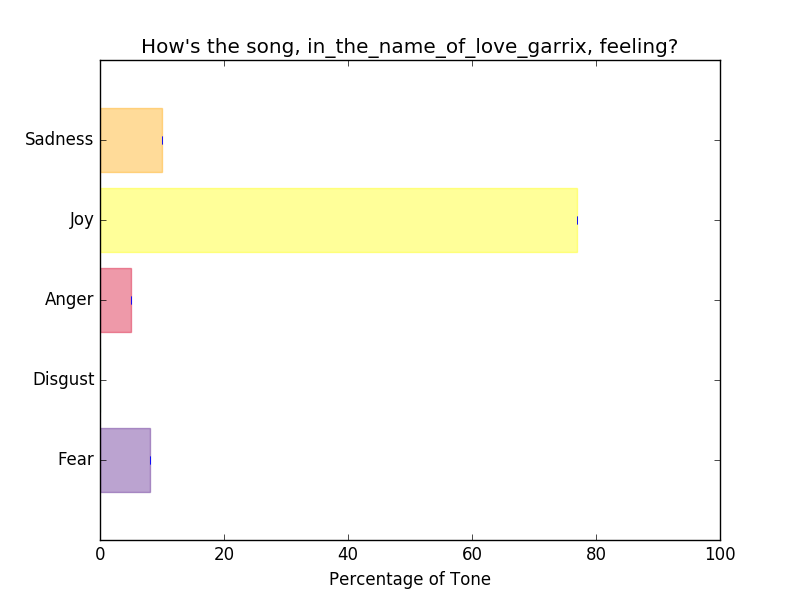 How's the song, in_the_name_of_love_garrix, feeling?
Sadness
Joy
Anger
Disgust
Fear
0 20 40 60 80 100
Percentage of Tone